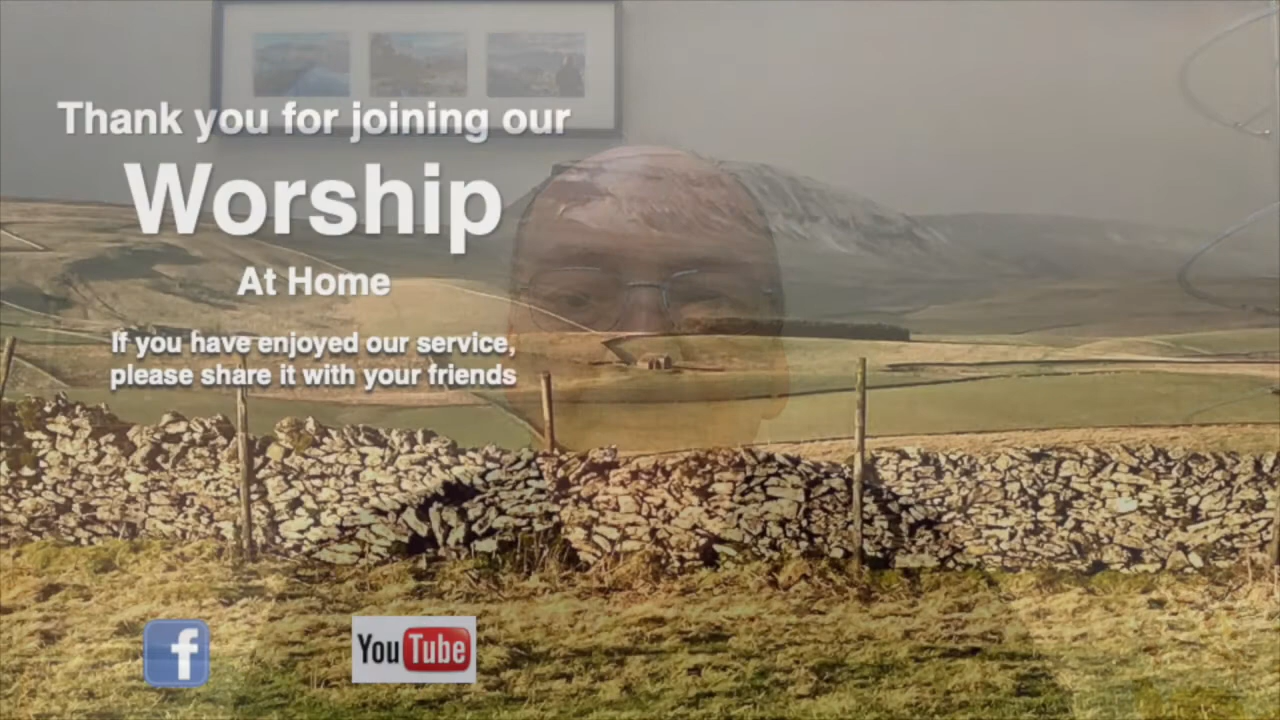 Thank you for joining our
Worship
At Home
If you have enjoyed our service,
please share it with your friends
f
YouTube